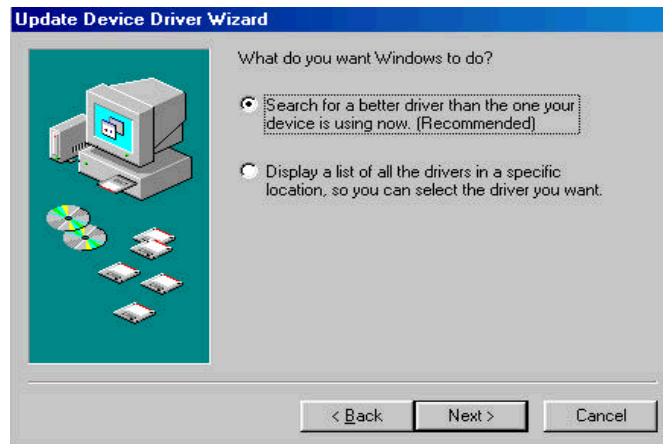 Update Device Driver Wizard
What do you want Windows to do?
Search for a better driver than the one your
device is using now. (Recommended)
Display a list of all the drivers in a specific
location, so you can select the driver you want.
< Back Next > Cancel